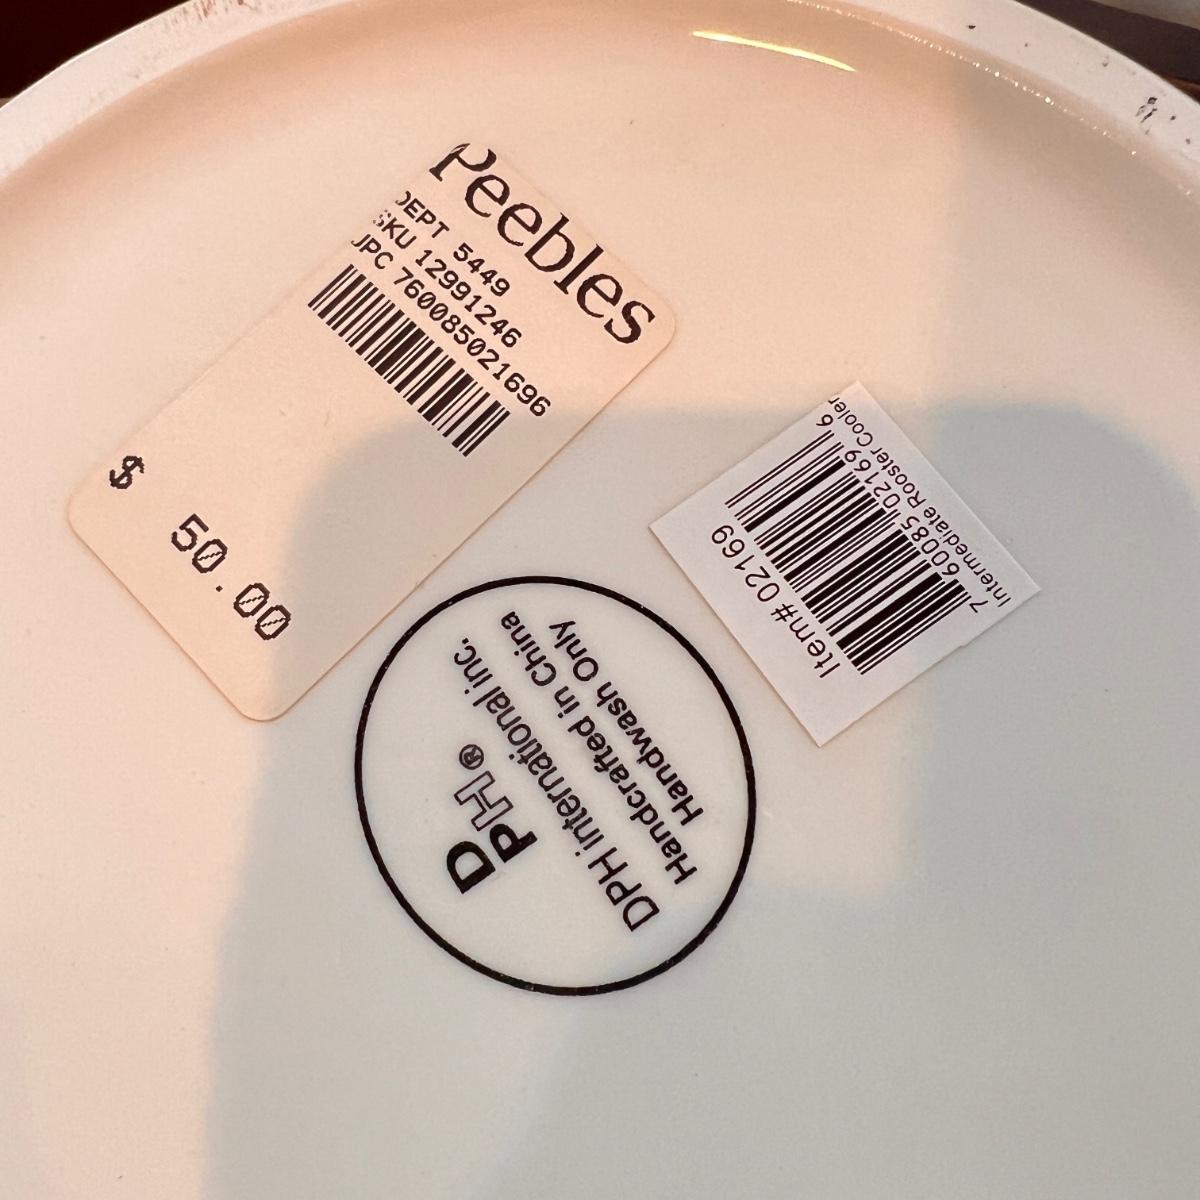 Peebles
DEPT 5449
SKU 12991246
UPC 760085021696
$ 50.00
Item# 02169
7 60085 02169 6
Intermediate Rooster Cooler
D
PH®
DPH International inc.
Handcrafted in China
Handwash Only